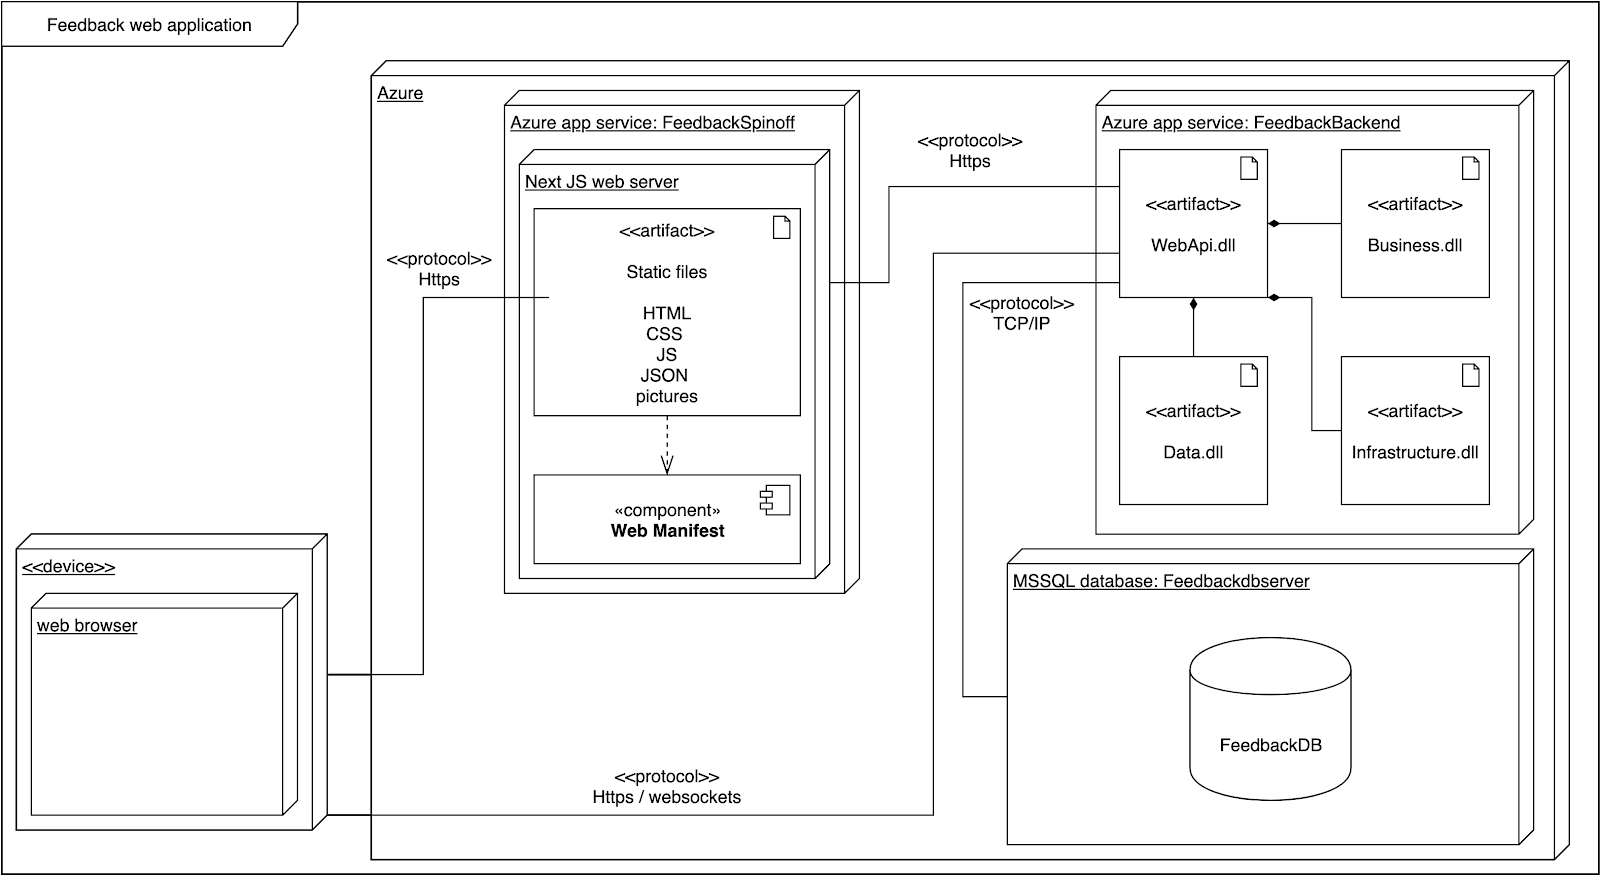 Feedback web application
Azure
Azure app service: FeedbackSpinoff
Next JS web server
<<artifact>>
Static files
HTML
CSS
JS
JSON
pictures
«component»
Web Manifest
<<protocol>>
Https
<<protocol>>
Https
<<protocol>>
TCP/IP
Azure app service: FeedbackBackend
<<artifact>>
WebApi.dll
<<artifact>>
Business.dll
<<artifact>>
Data.dll
<<artifact>>
Infrastructure.dll
<<device>>
web browser
<<protocol>>
Https / websockets
MSSQL database: Feedbackdbserver
FeedbackDB